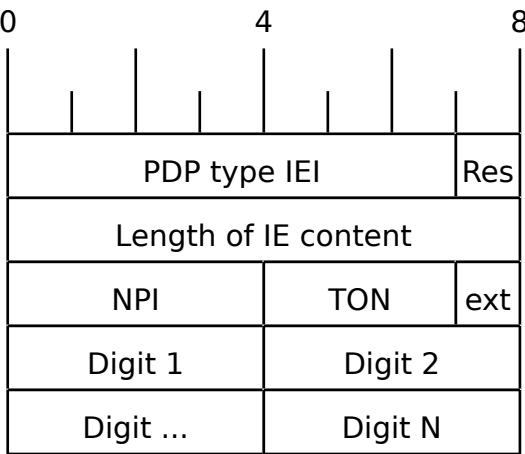 0 4 8
PDP type IEI Res
Length of IE content
NPI TON ext
Digit 1 Digit 2
Digit ... Digit N